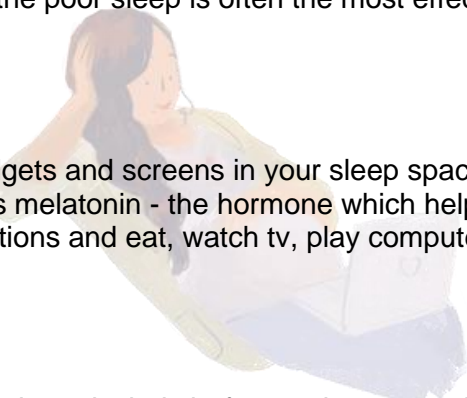 the poor sleep is often the most effec
gets and screens in your sleep spac
s melatonin - the hormone which help
tions and eat, watch tv, play compute